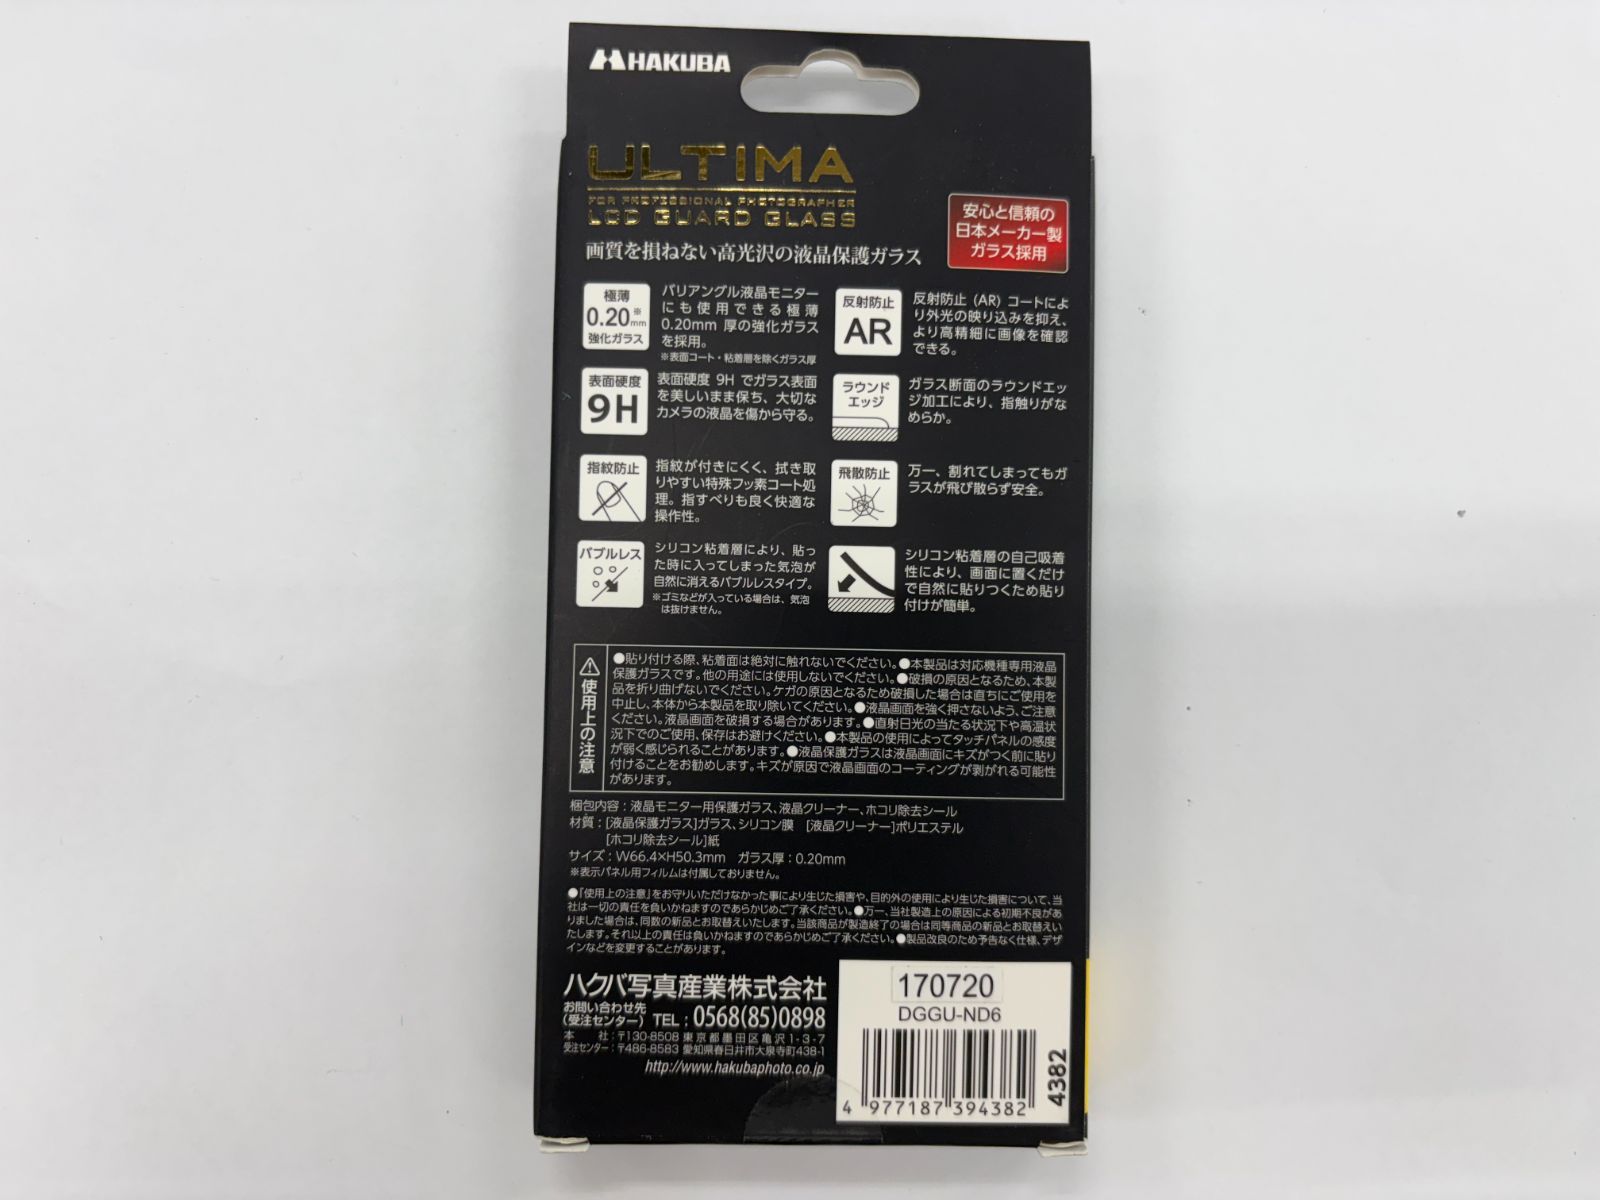 HAKUBA
ULTIMA
FOR PROFESSIONAL PHOTOGRAPHER
LCD GUARD GLASS
画質を損ねない高光沢の液晶保護ガラス
安心と信頼の
日本メーカー製
ガラス採用
極薄
0.20※mm
強化ガラス
バリアングル液晶モニター
にも使用できる極薄
0.20mm 厚の強化ガラス
を採用。
※表面コート・粘着層を除くガラス厚
反射防止
AR
反射防止 (AR) コートによ
り外光の映り込みを抑え、
より高精細に画像を確認
できる。
表面硬度
9H
表面硬度 9H でガラス表面
を美しいまま保ち、大切な
カメラの液晶を傷から守る。
ラウンド
エッジ
ガラス断面のラウンドエッ
ジ加工により、指触りがな
めらか。
指紋防止
指紋が付きにくく、拭き取
りやすい特殊フッ素コート処
理。指すべりも良く快適な
操作性。
飛散防止
万一、割れてしまってもガ
ラスが飛び散らず安全。
バブルレス
シリコン粘着層により、貼っ
た時に入ってしまった気泡が
自然に消えるバブルレスタイプ。
※ゴミなどが入っている場合は、気泡
は抜けません。
シリコン粘着層の自己吸着
性により、画面に置くだけ
で自然に貼りつくため貼り
付けが簡単。
使用上の注意
●貼り付ける際、粘着面は絶対に触れないでください。●本製品は対応機種専用液晶
保護ガラスです。他の用途には使用しないでください。●破損の原因となるため、本製
品を折り曲げないでください。ケガの原因となるため破損した場合は直ちにご使用を
中止し、本体から本製品を取り除いてください。●液晶画面を強く押さないよう、ご注意
ください。液晶画面を破損する場合があります。●直射日光の当たる状況下や高温状
況下でのご使用、保存はお避けください。●本製品の使用によってタッチパネルの感度
が弱く感じられることがあります。●液晶保護ガラスは液晶画面にキズがつく前に貼り
付けることをお勧めします。キズが原因で液晶画面のコーティングが剥がれる可能性
があります。
梱包内容：液晶モニター用保護ガラス、液晶クリーナー、ホコリ除去シール
材質：[液晶保護ガラス]ガラス、シリコン膜 [液晶クリーナー]ポリエステル
[ホコリ除去シール]紙
サイズ：W66.4×H50.3mm ガラス厚：0.20mm
※表示パネル用フィルムは付属しておりません。
●『使用上の注意』をお守りいただけなかった事により生じた損害や、目的外の使用により生じた損害について、当
社は一切の責任を負いかねますのであらかじめご了承ください。●万一、当社製造上の原因による初期不良があ
りました場合は、同数の新品とお取替えいたします。当該商品が製造終了の場合は同等商品の新品とお取替えい
たします。それ以上の責任は負いかねますのであらかじめご了承ください。●製品改良のため予告なく仕様、デザ
インなどを変更することがあります。
ハクバ写真産業株式会社
お問い合わせ先
(受注センター) TEL：0568(85)0898
本 社：〒130-8508 東京都墨田区亀沢1-3-7
受注センター：〒486-8583 愛知県春日井市大泉寺町438-1
http://www.hakubaphoto.co.jp
170720
DGGU-ND6
4 977187 394382
4382